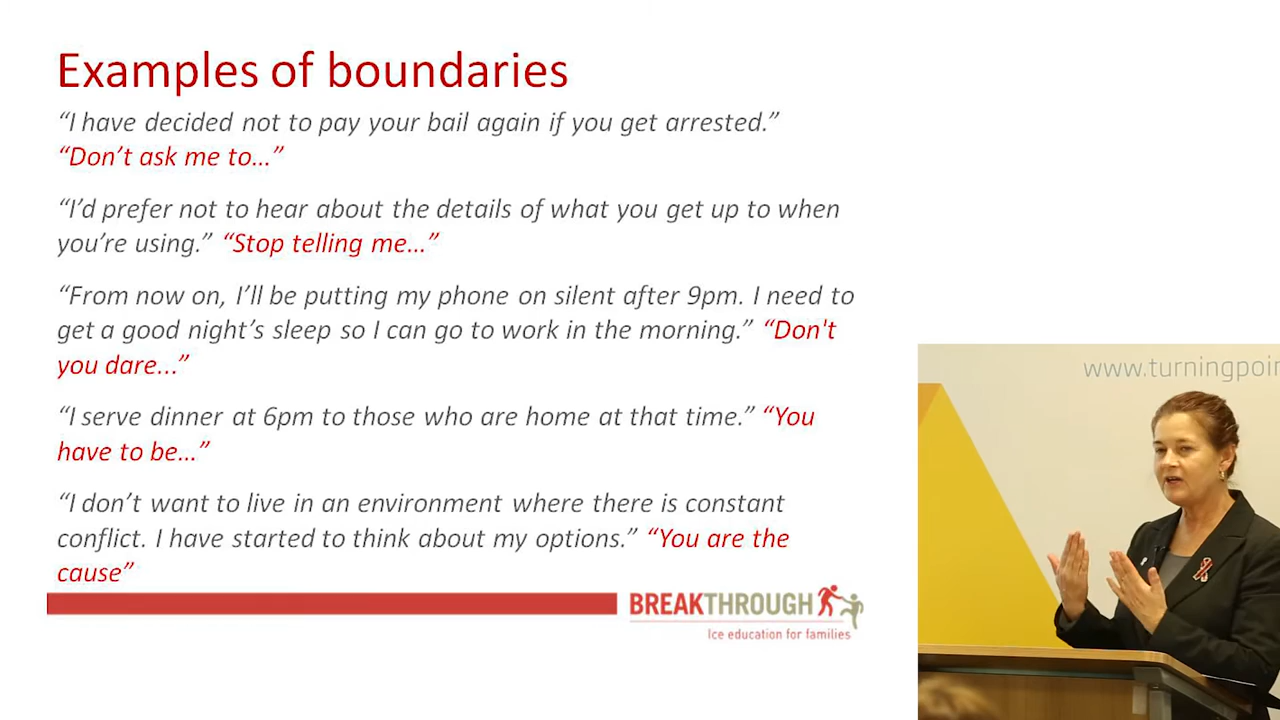 Examples of boundaries
“I have decided not to pay your bail again if you get arrested.”
“Don’t ask me to…”
“I’d prefer not to hear about the details of what you get up to when
you’re using.” “Stop telling me…”
“From now on, I’ll be putting my phone on silent after 9pm. I need to
get a good night’s sleep so I can go to work in the morning.” “Don't
you dare...”
“I serve dinner at 6pm to those who are home at that time.” “You
have to be…”
“I don’t want to live in an environment where there is constant
conflict. I have started to think about my options.” “You are the
cause”
BREAKTHROUGH
Ice education for families
www.turningpoi